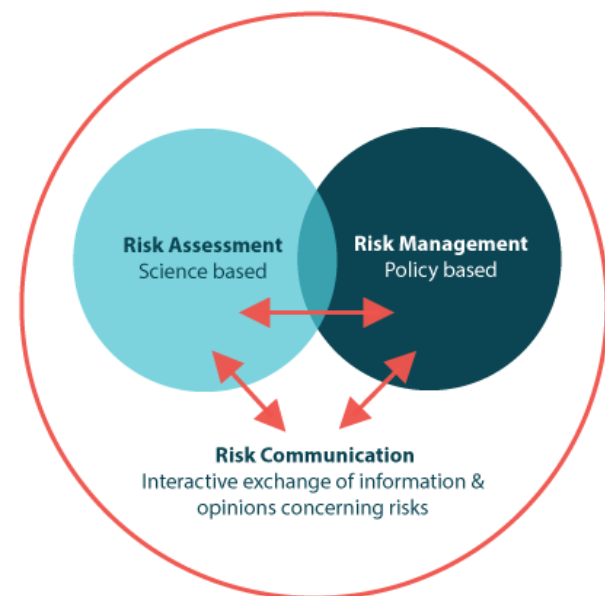 Risk Assessment
Science based
Risk Management
Policy based
Risk Communication
Interactive exchange of information &
opinions concerning risks